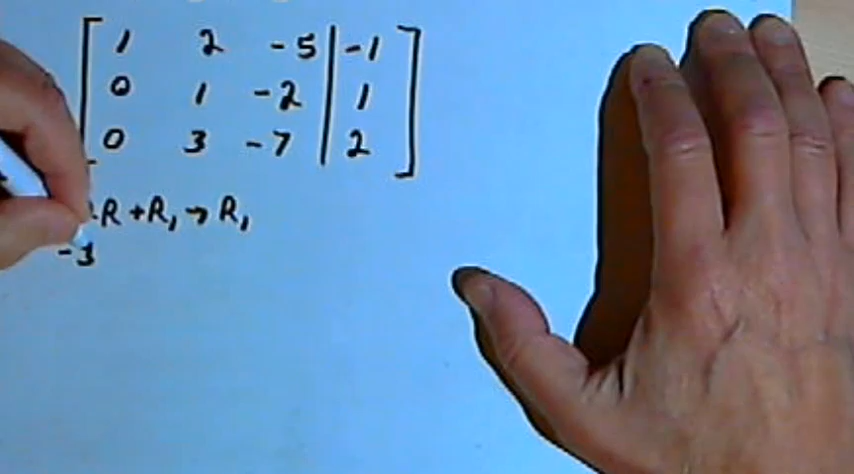 1 2 -5 | -1
0 1 -2 | 1
0 3 -7 | 2
R + R₁ → R₁
-3